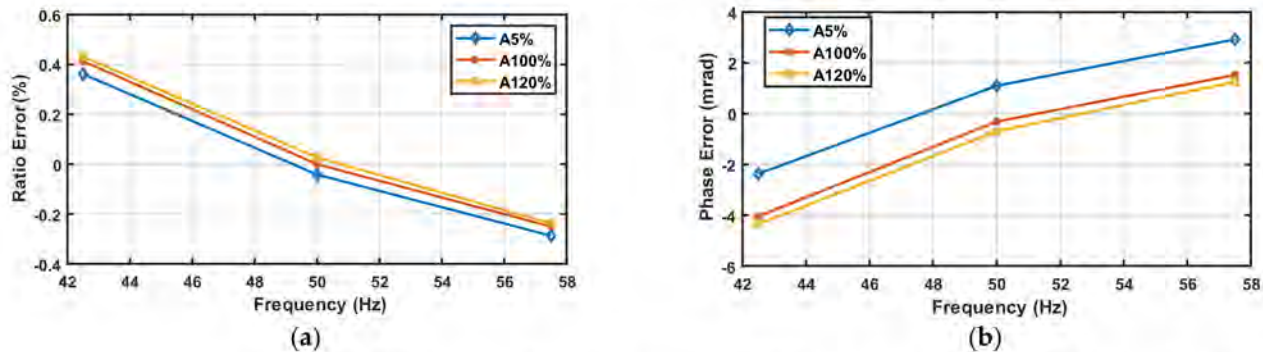 0.6
0.4
0.2
0
-0.2
-0.4
Ratio Error (%)
42 44 46 48 50 52 54 56 58
Frequency (Hz)
A5%
A100%
A120%
(a)
4
2
0
-2
-4
-6
Phase Error (mrad)
42 44 46 48 50 52 54 56 58
Frequency (Hz)
A5%
A100%
A120%
(b)